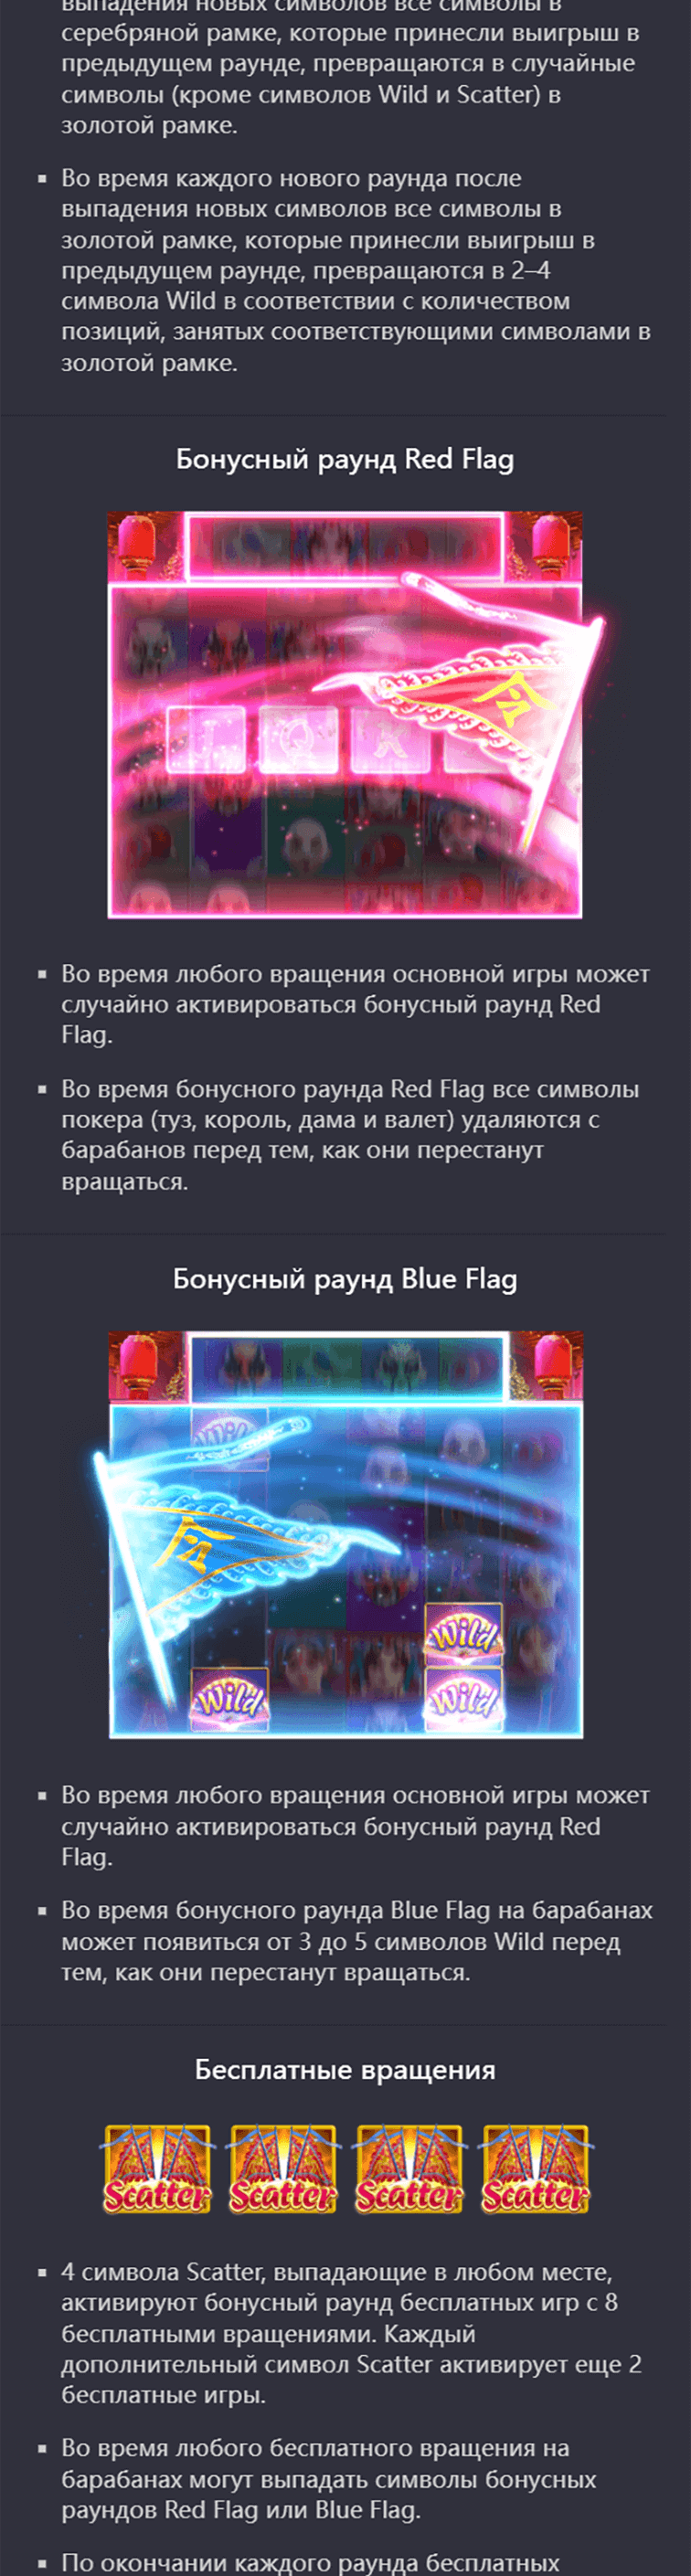 выпадения новых символов все символы в
серебряной рамке, которые принесли выигрыш в
предыдущем раунде, превращаются в случайные
символы (кроме символов Wild и Scatter) в
золотой рамке.
Во время каждого нового раунда после
выпадения новых символов все символы в
золотой рамке, которые принесли выигрыш в
предыдущем раунде, превращаются в 2–4
символа Wild в соответствии с количеством
позиций, занятых соответствующими символами в
золотой рамке.
Бонусный раунд Red Flag
令
J Q K
Во время любого вращения основной игры может
случайно активироваться бонусный раунд Red
Flag.
Во время бонусного раунда Red Flag все символы
покера (туз, король, дама и валет) удаляются с
барабанов перед тем, как они перестанут
вращаться.
Бонусный раунд Blue Flag
Wild
令
Wild
Wild Wild
Во время любого вращения основной игры может
случайно активироваться бонусный раунд Red
Flag.
Во время бонусного раунда Blue Flag на барабанах
может появиться от 3 до 5 символов Wild перед
тем, как они перестанут вращаться.
Бесплатные вращения
Scatter Scatter Scatter Scatter
4 символа Scatter, выпадающие в любом месте,
активируют бонусный раунд бесплатных игр с 8
бесплатными вращениями. Каждый
дополнительный символ Scatter активирует еще 2
бесплатные игры.
Во время любого бесплатного вращения на
барабанах могут выпадать символы бонусных
раундов Red Flag или Blue Flag.
По окончании каждого раунда бесплатных